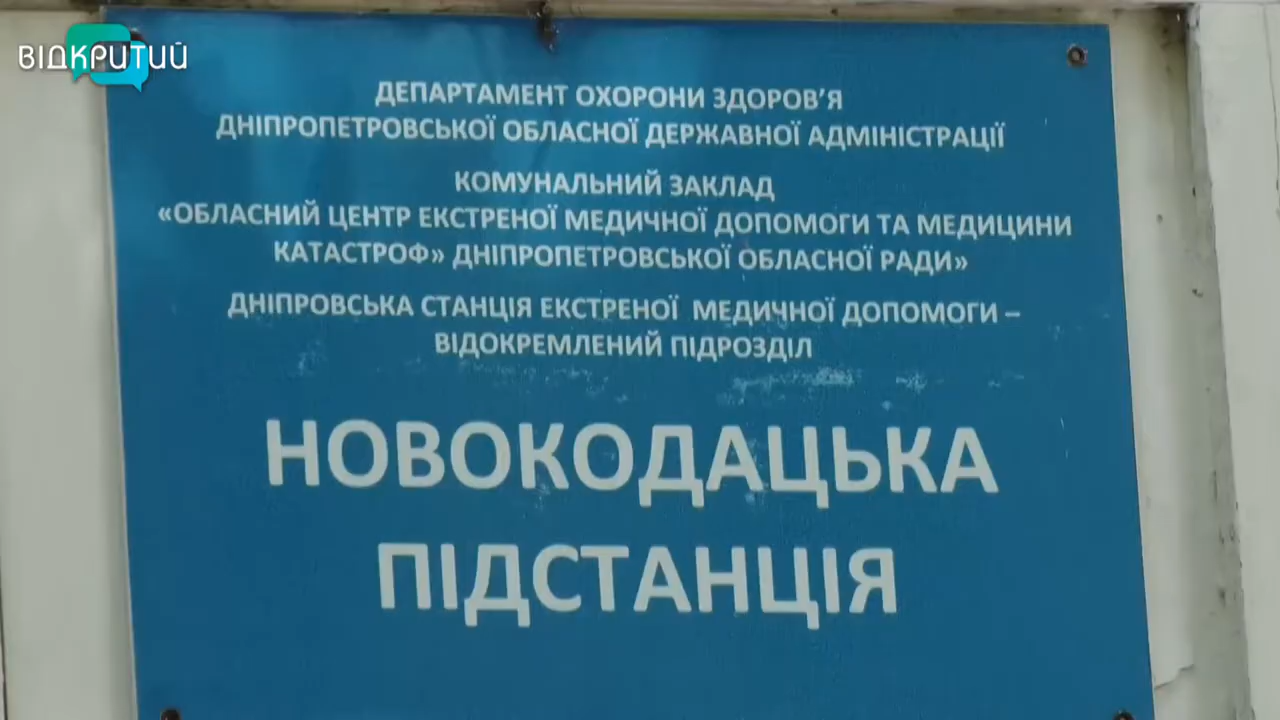 ВІДКРИТИЙ
ДЕПАРТАМЕНТ ОХОРОНИ ЗДОРОВ’Я
ДНІПРОПЕТРОВСЬКОЇ ОБЛАСНОЇ ДЕРЖАВНОЇ АДМІНІСТРАЦІЇ
КОМУНАЛЬНИЙ ЗАКЛАД
«ОБЛАСНИЙ ЦЕНТР ЕКСТРЕНОЇ МЕДИЧНОЇ ДОПОМОГИ ТА МЕДИЦИНИ
КАТАСТРОФ» ДНІПРОПЕТРОВСЬКОЇ ОБЛАСНОЇ РАДИ»
ДНІПРОВСЬКА СТАНЦІЯ ЕКСТРЕНОЇ МЕДИЧНОЇ ДОПОМОГИ –
ВІДОКРЕМЛЕНИЙ ПІДРОЗДІЛ
НОВОКОДАЦЬКА
ПІДСТАНЦІЯ